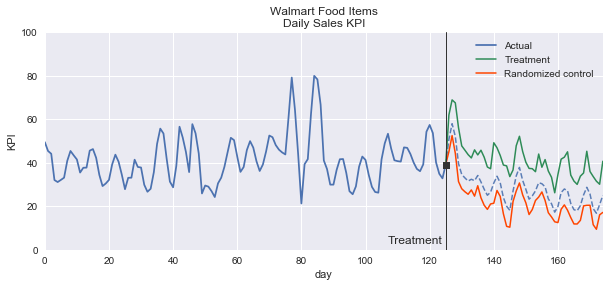 Walmart Food Items
Daily Sales KPI
100
80
60
40
20
0
KPI
Actual
Treatment
Randomized control
Treatment
0 20 40 60 80 100 120 140 160
day